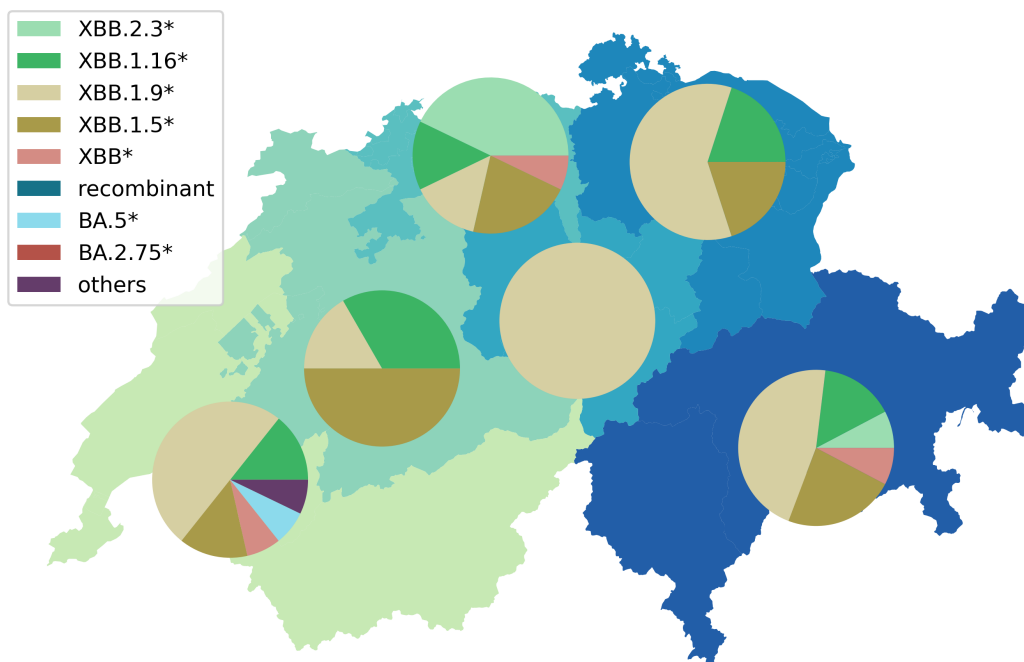 XBB.2.3*
XBB.1.16*
XBB.1.9*
XBB.1.5*
XBB*
recombinant
BA.5*
BA.2.75*
others